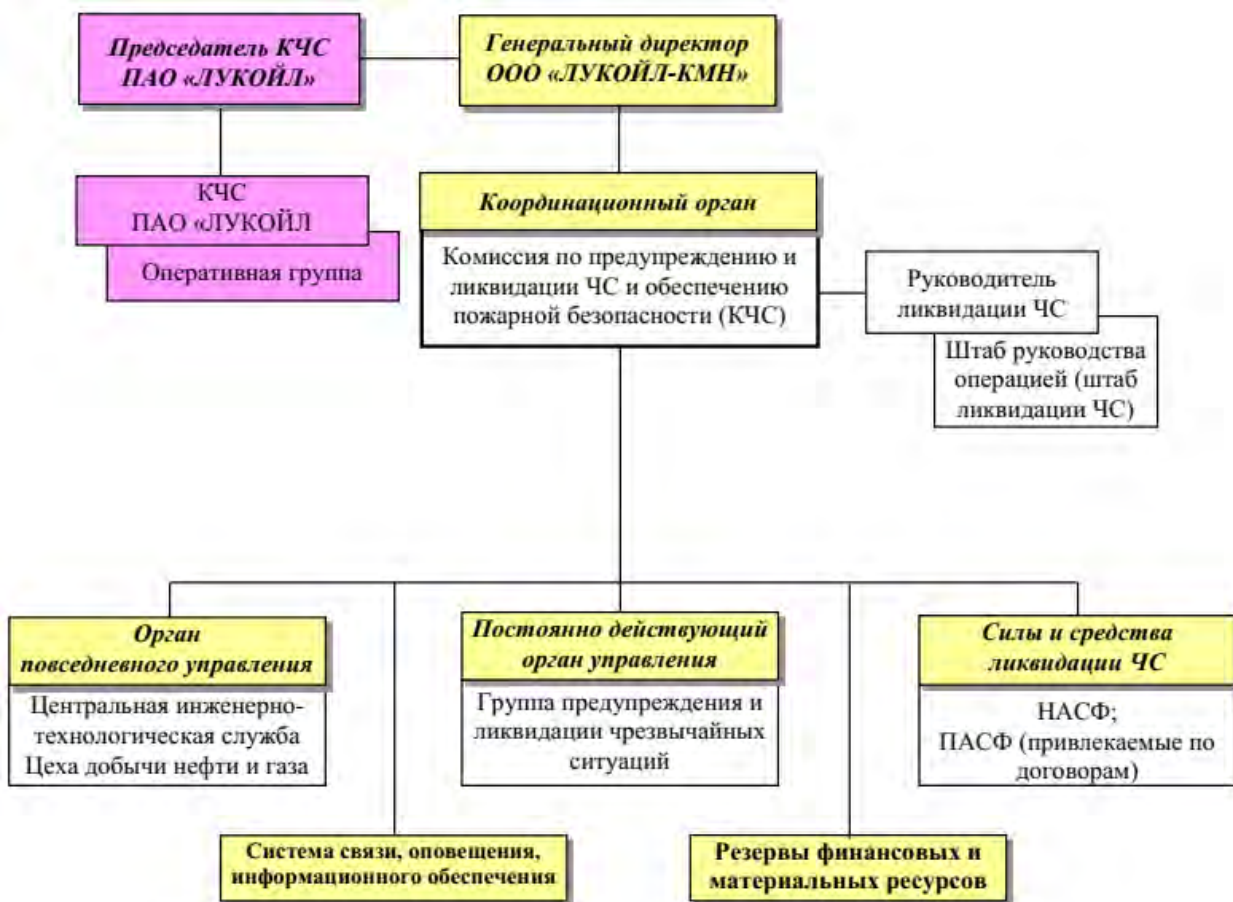 Председатель КЧС
ПАО «ЛУКОЙЛ»
Генеральный директор
ООО «ЛУКОЙЛ-КМН»
КЧС
ПАО «ЛУКОЙЛ
Оперативная группа
Координационный орган
Комиссия по предупреждению и
ликвидации ЧС и обеспечению
пожарной безопасности (КЧС)
Руководитель
ликвидации ЧС
Штаб руководства
операцией (штаб
ликвидации ЧС)
Орган
повседневного управления
Центральная инженерно-
технологическая служба
Цеха добычи нефти и газа
Постоянно действующий
орган управления
Группа предупреждения и
ликвидации чрезвычайных
ситуаций
Силы и средства
ликвидации ЧС
НАСФ;
ПАСФ (привлекаемые по
договорам)
Система связи, оповещения,
информационного обеспечения
Резервы финансовых и
материальных ресурсов